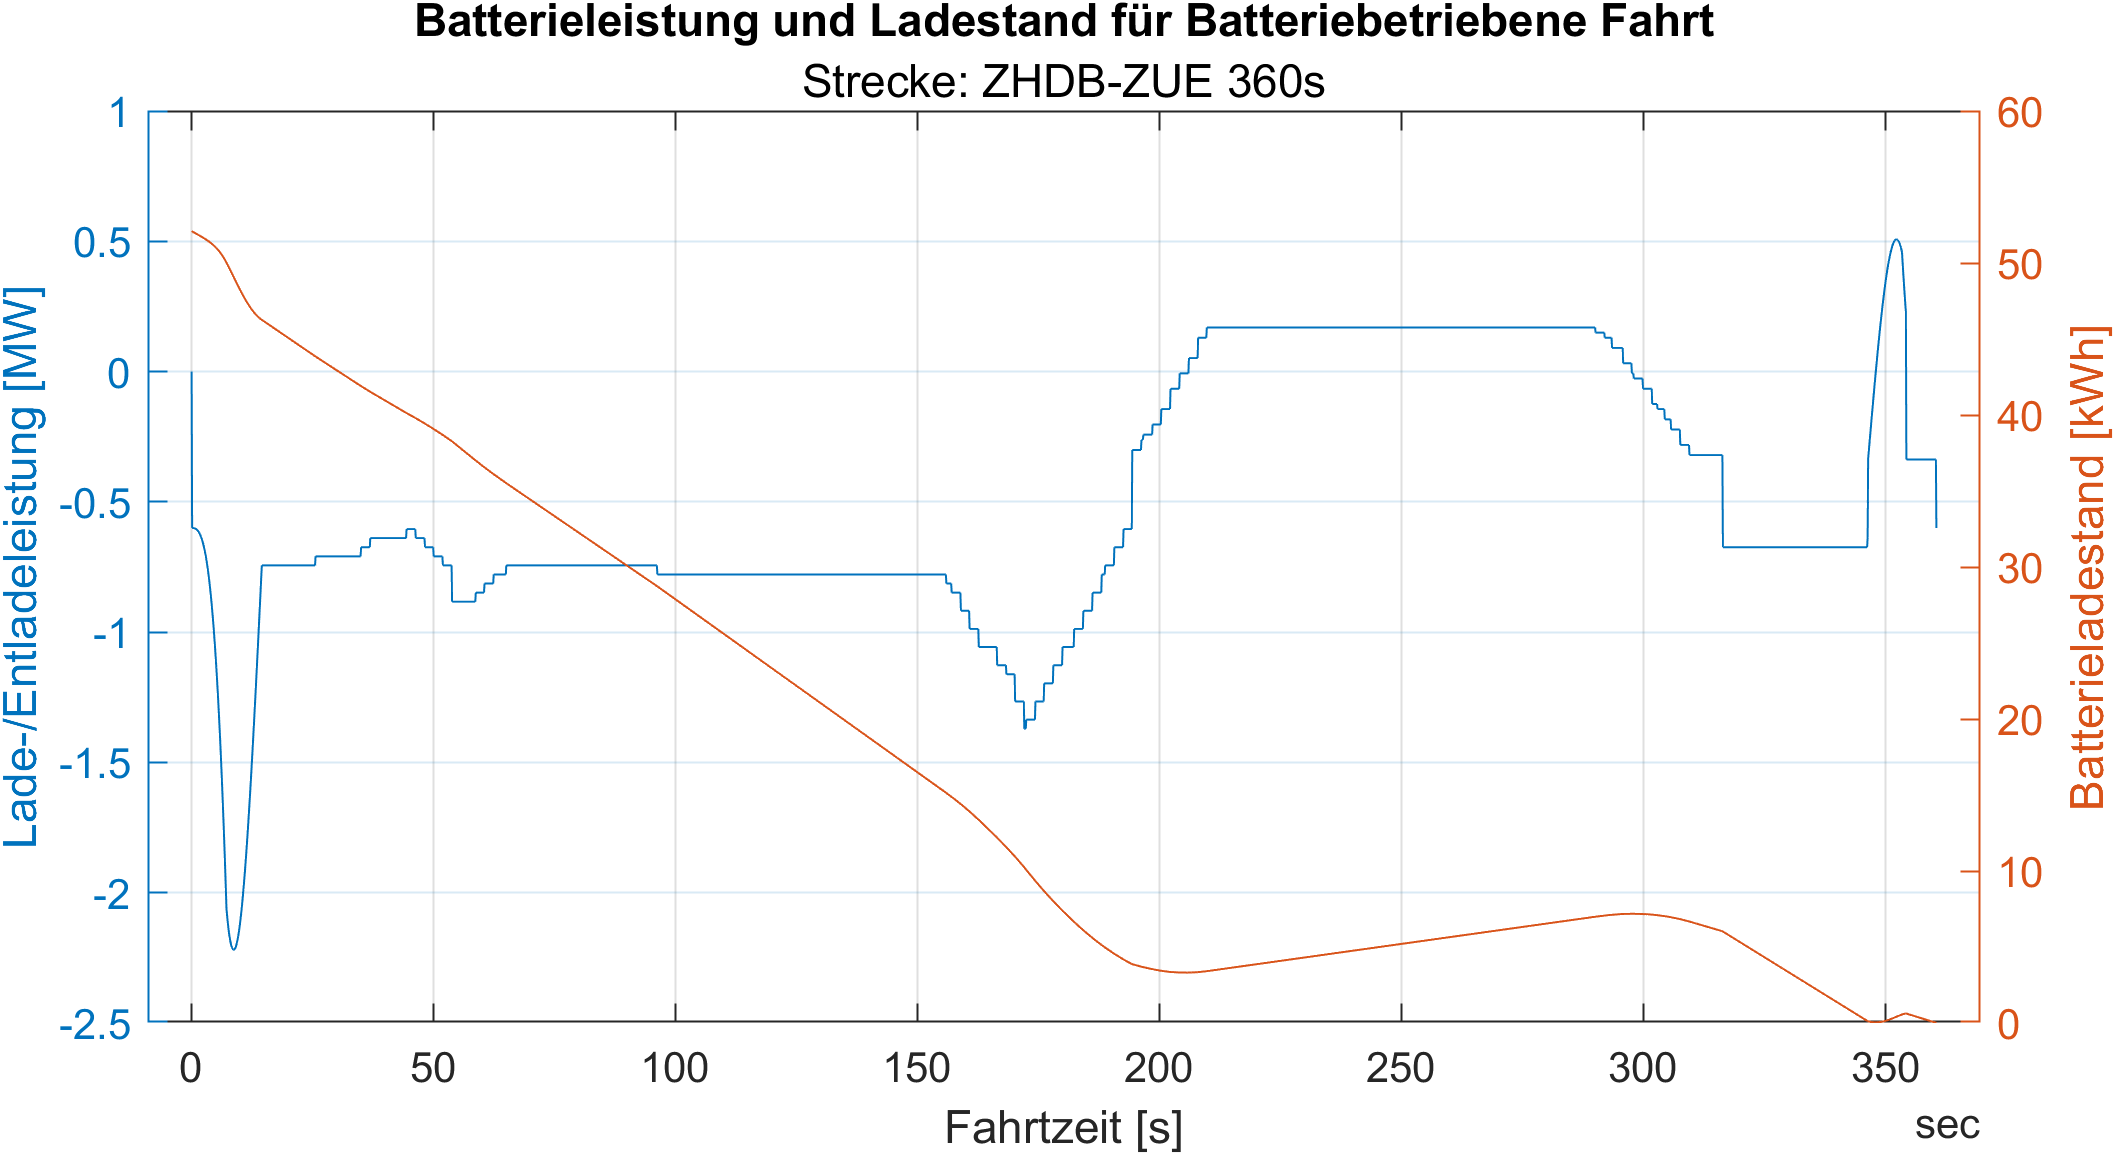 Batterieleistung und Ladestand für Batteriebetriebene Fahrt
Strecke: ZHDB-ZUE 360s
Lade-/Entladeleistung [MW]
1
0.5
0
-0.5
-1
-1.5
-2
-2.5
Batterieladestand [kWh]
60
50
40
30
20
10
0
0 50 100 150 200 250 300 350
Fahrtzeit [s]
sec